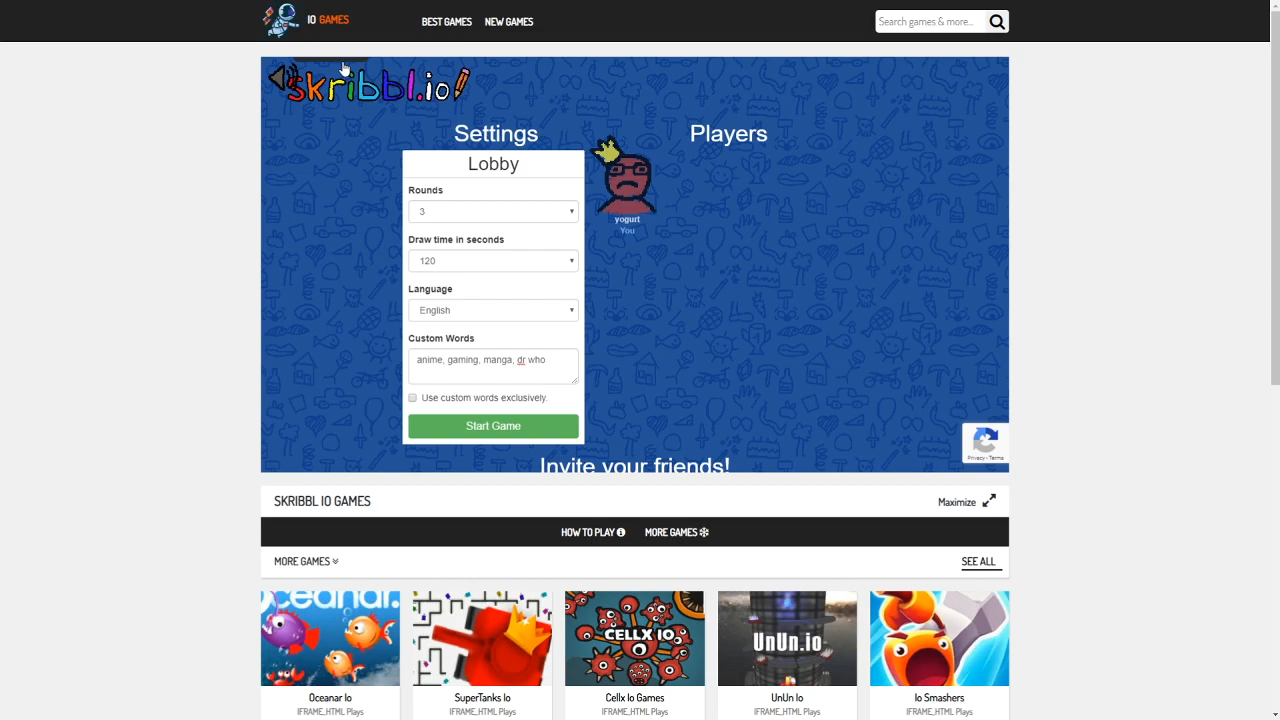 IO GAMES
BEST GAMES
NEW GAMES
Search games & more...
skribbl.io
Settings
Players
Lobby
Rounds
3
Draw time in seconds
120
Language
English
Custom Words
anime, gaming, manga, dr who
Use custom words exclusively.
Start Game
yogurt
You
Privacy - Terms
Invite your friends!
SKRIBBL IO GAMES
Maximize
HOW TO PLAY
MORE GAMES
MORE GAMES
SEE ALL
Oceanar.
CELLX IO
UnUn.io
Oceanar Io
SuperTanks Io
Cellx Io Games
UnUn Io
Io Smashers
IFRAME_HTML Plays
IFRAME_HTML Plays
IFRAME_HTML Plays
IFRAME_HTML Plays
IFRAME_HTML Plays